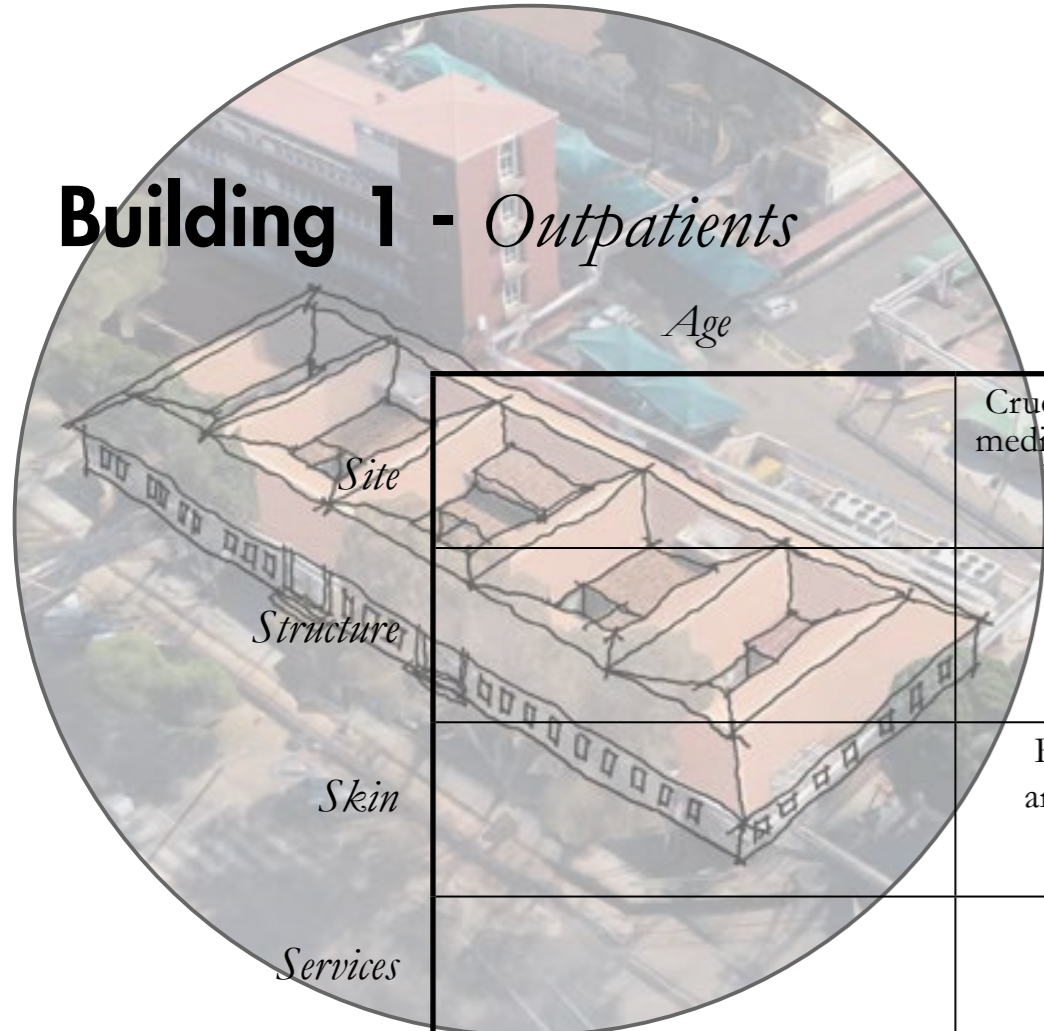 Building 1 - Outpatients
Age
Site
Structure
Skin
Services